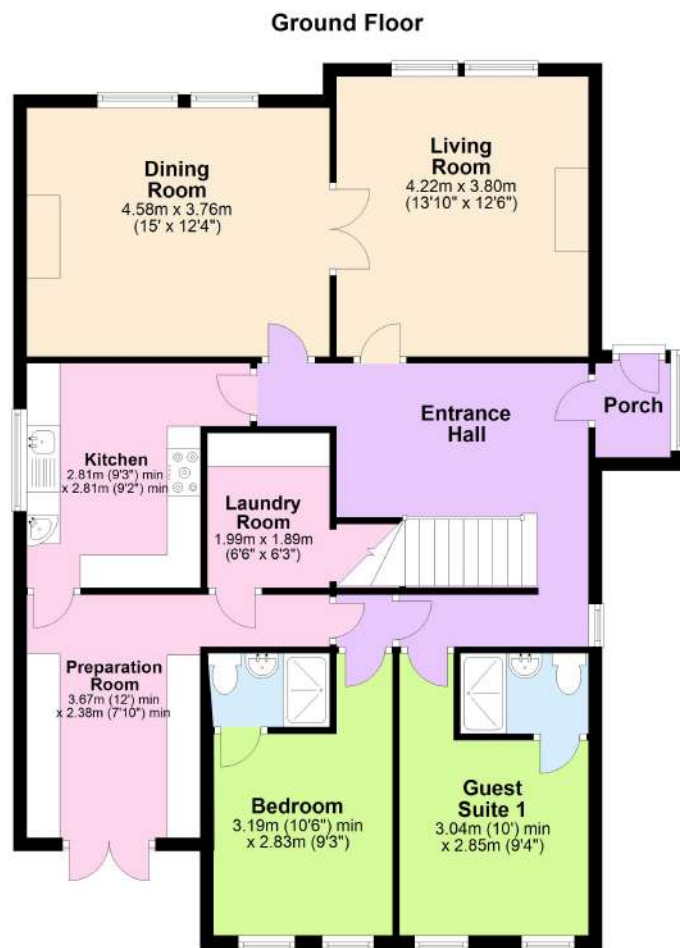 Ground Floor
Dining
Room
4.58m x 3.76m
(15' x 12'4")
Living
Room
4.22m x 3.80m
(13'10" x 12'6")
Entrance
Hall
Porch
Kitchen
2.81m (9'3") min
x 2.81m (9'2") min
Laundry
Room
1.99m x 1.89m
(6'6" x 6'3")
Preparation
Room
3.67m (12') min
x 2.38m (7'10") min
Bedroom
3.19m (10'6") min
x 2.83m (9'3")
Guest
Suite 1
3.04m (10') min
x 2.85m (9'4")